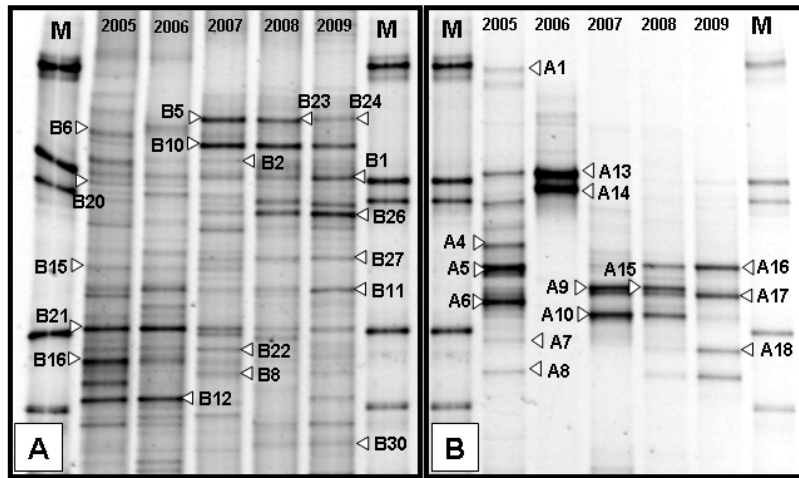 M 2005 2006 2007 2008 2009 M
B5 B23 B24
B6
B10
B2 B1
B20
B26
B15 B27
B11
B21
B22
B16
B8
B12
B30
A
M 2005 2006 2007 2008 2009 M
A1
A13
A14
A4
A5 A15 A16
A9 A17
A6
A10
A7 A18
A8
B